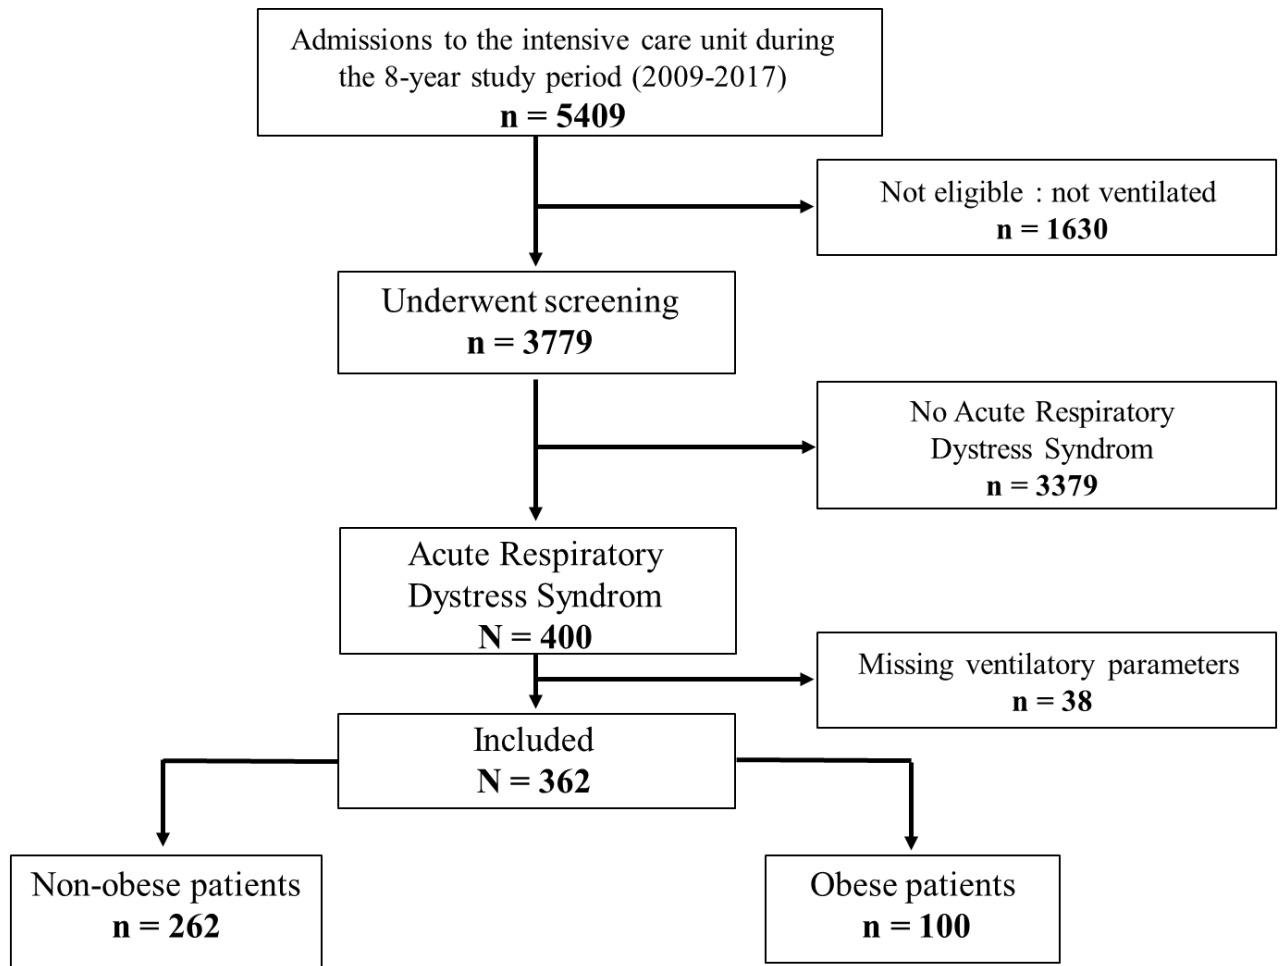 Admissions to the intensive care unit during
the 8-year study period (2009-2017)
n = 5409
Not eligible : not ventilated
n = 1630
Underwent screening
n = 3779
No Acute Respiratory
Dystress Syndrom
n = 3379
Acute Respiratory
Dystress Syndrom
N = 400
Missing ventilatory parameters
n = 38
Included
N = 362
Non-obese patients
n = 262
Obese patients
n = 100